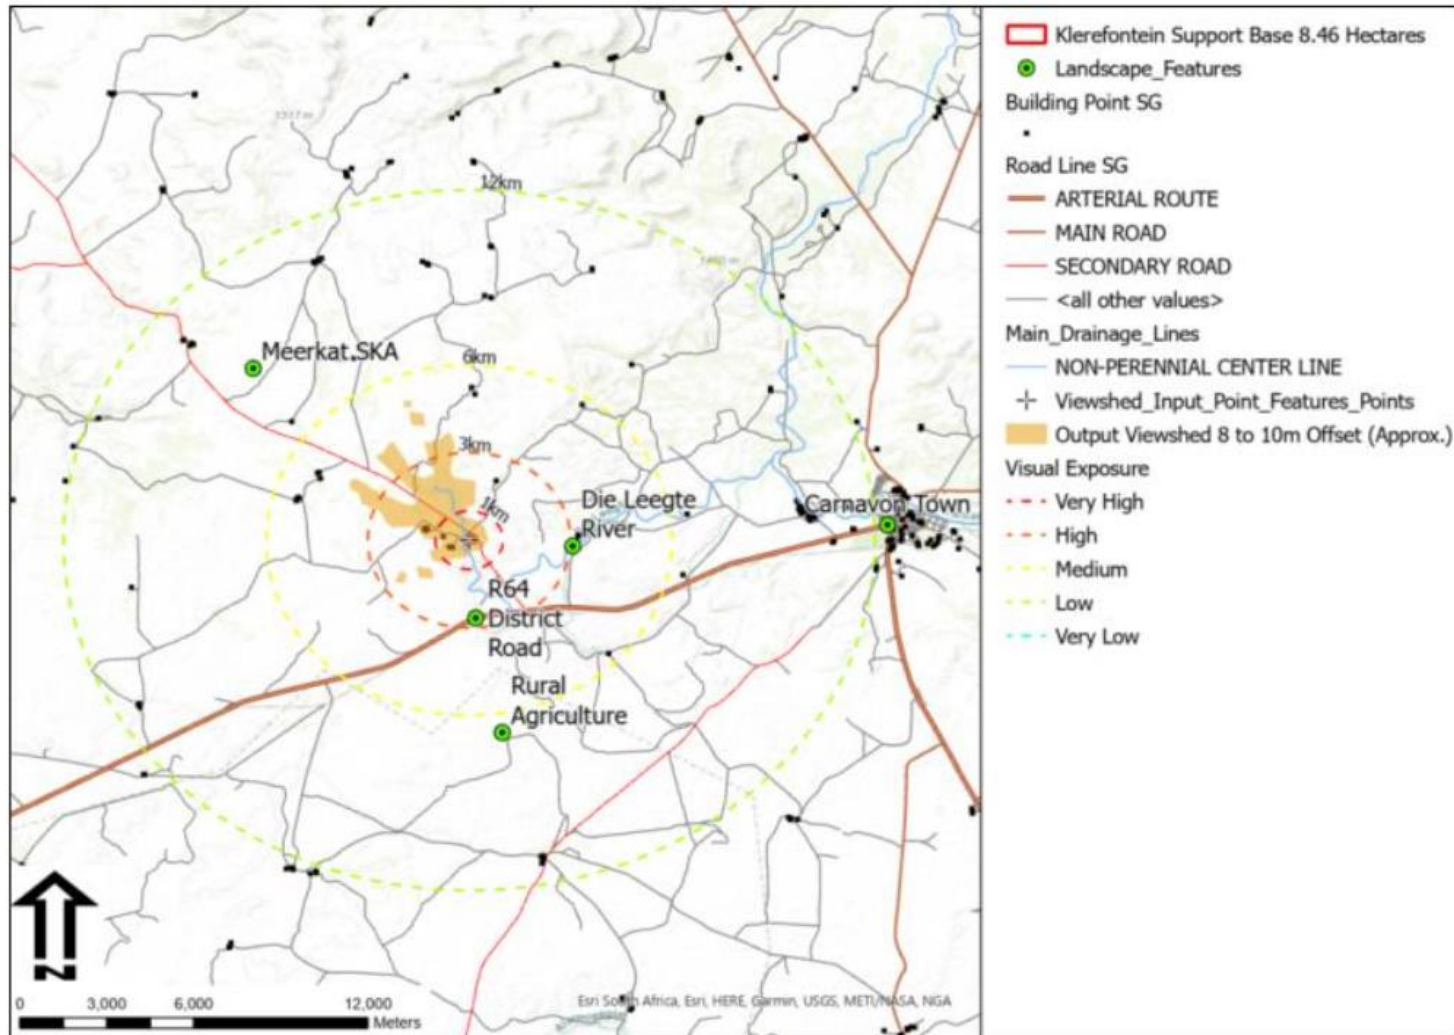 12km
1317 m
Meerkat SKA
6km
3km
1km
Die Leegte
River
Carnavon Town
R64
District
Road
Rural
Agriculture
N
0 3,000 6,000 12,000
Meters
Esri South Africa, Esri, HERE, Garmin, USGS, METI/NASA, NGA
Klerefontein Support Base 8.46 Hectares
Landscape_Features
Building Point SG
Road Line SG
ARTERIAL ROUTE
MAIN ROAD
SECONDARY ROAD
<all other values>
Main_Drainage_Lines
NON-PERENNIAL CENTER LINE
Viewshed_Input_Point_Features_Points
Output Viewshed 8 to 10m Offset (Approx.)
Visual Exposure
Very High
High
Medium
Low
Very Low